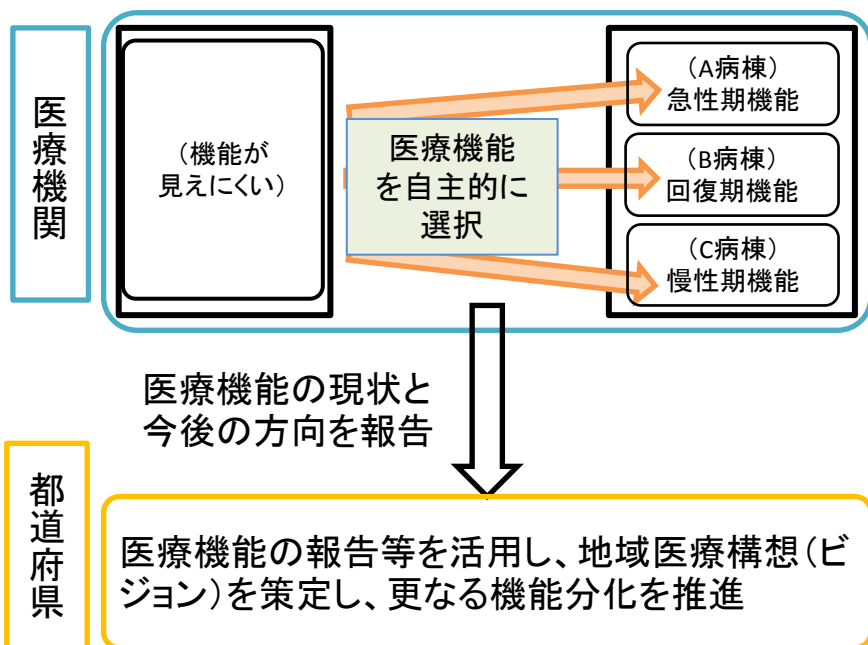 医療機関
(機能が
見えにくい)
医療機能
を自主的に
選択
(A病棟)
急性期機能
(B病棟)
回復期機能
(C病棟)
慢性期機能
医療機能の現状と
今後の方向を報告
都道府県
医療機能の報告等を活用し、地域医療構想(ビ
ジョン)を策定し、更なる機能分化を推進